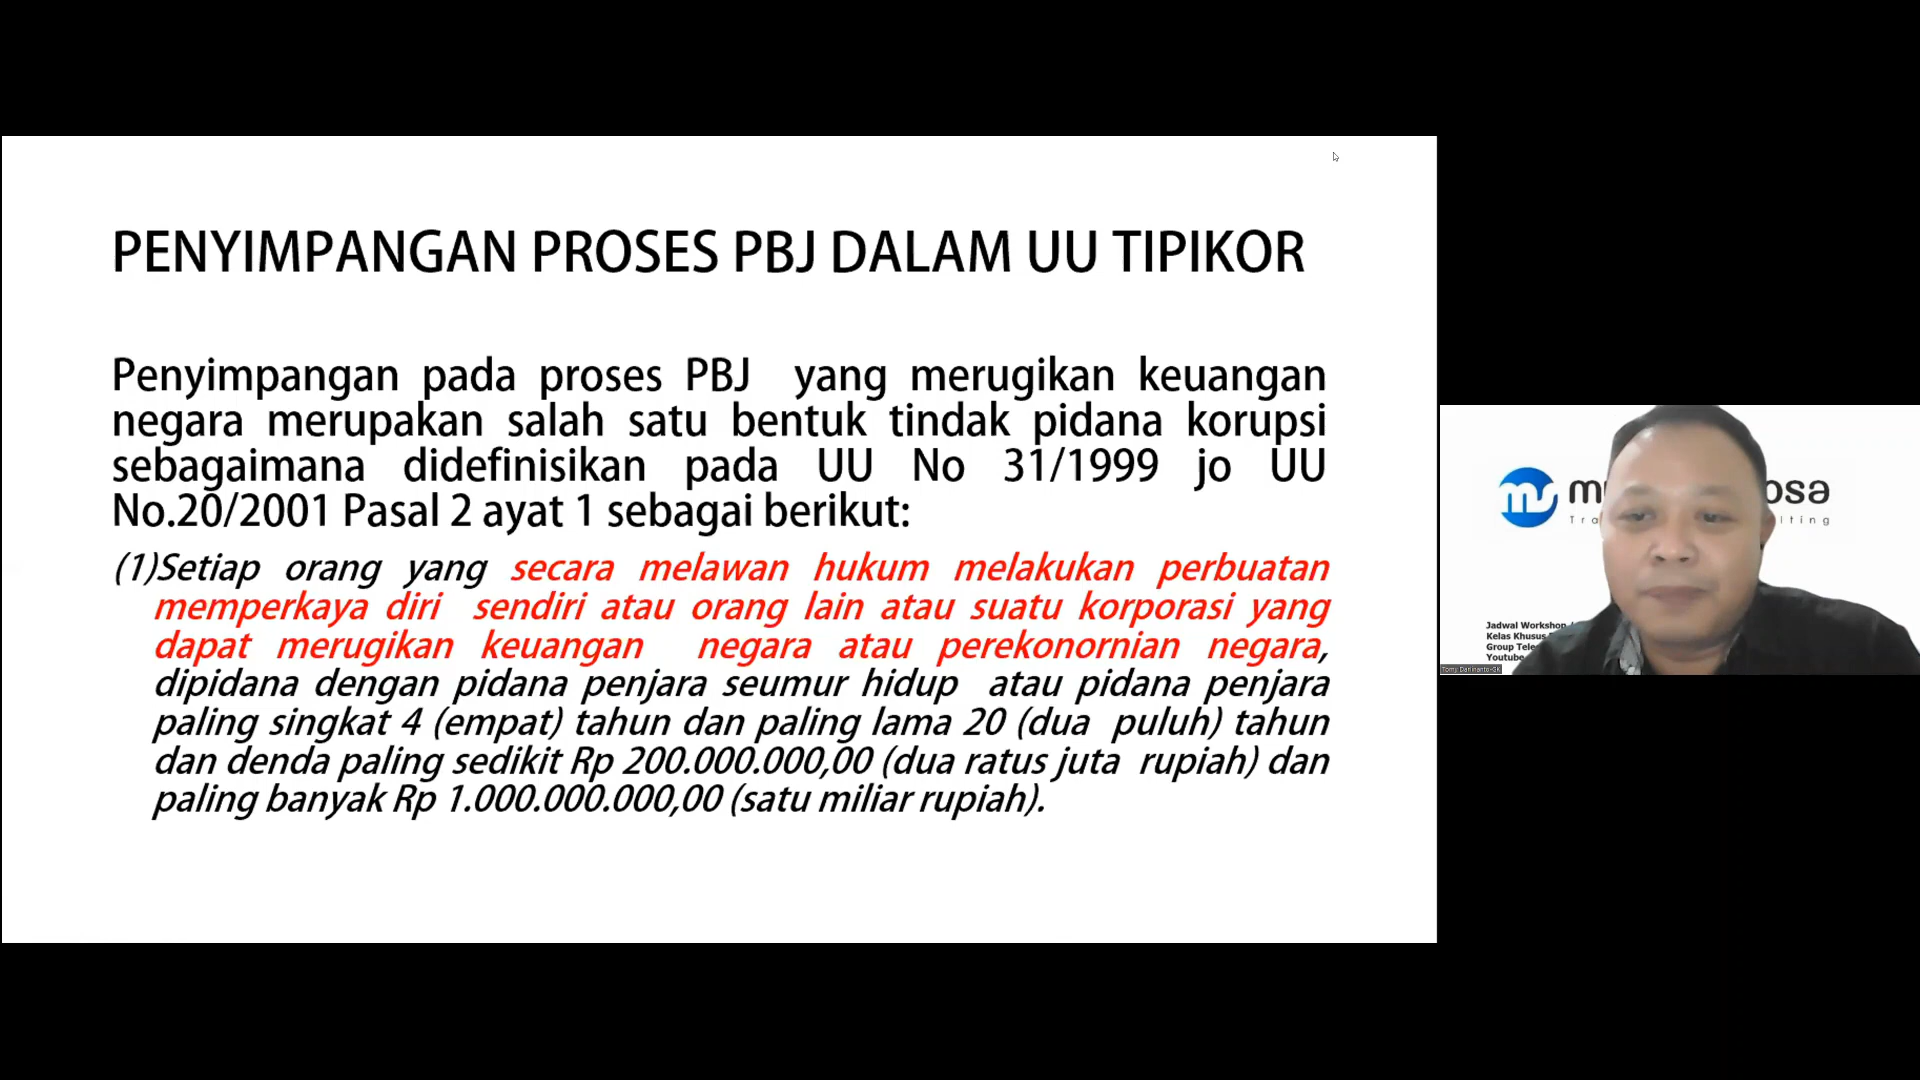 PENYIMPANGAN PROSES PBJ DALAM UU TIPIKOR
Penyimpangan pada proses PBJ yang merugikan keuangan
negara merupakan salah satu bentuk tindak pidana korupsi
sebagaimana didefinisikan pada UU No 31/1999 jo UU
No.20/2001 Pasal 2 ayat 1 sebagai berikut:
(1)Setiap orang yang secara melawan hukum melakukan perbuatan
memperkaya diri sendiri atau orang lain atau suatu korporasi yang
dapat merugikan keuangan negara atau perekonornian negara,
dipidana dengan pidana penjara seumur hidup atau pidana penjara
paling singkat 4 (empat) tahun dan paling lama 20 (dua puluh) tahun
dan denda paling sedikit Rp 200.000.000,00 (dua ratus juta rupiah) dan
paling banyak Rp 1.000.000.000,00 (satu miliar rupiah).
Jadwal Workshop
Kelas Khusus
Group
Youtube